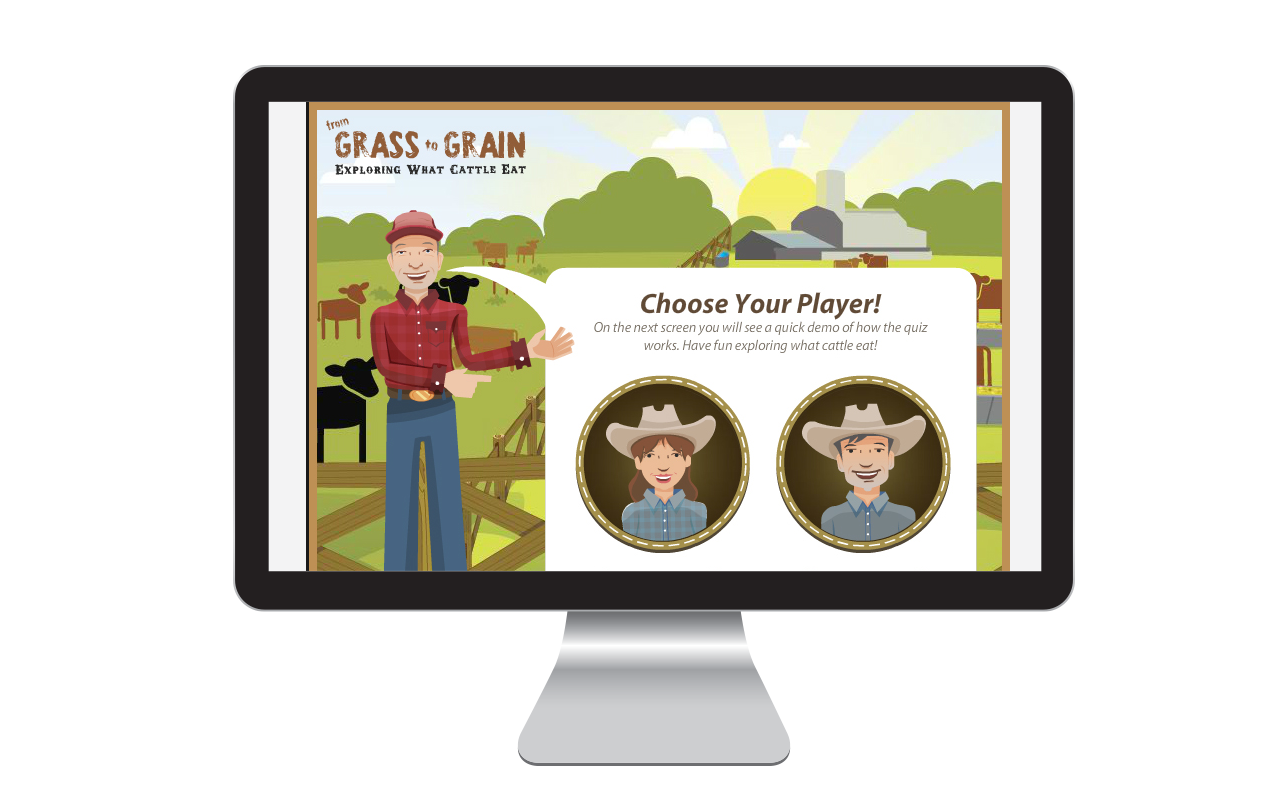 from
GRASS to GRAIN
EXPLORING WHAT CATTLE EAT
Choose Your Player!
On the next screen you will see a quick demo of how the quiz
works. Have fun exploring what cattle eat!